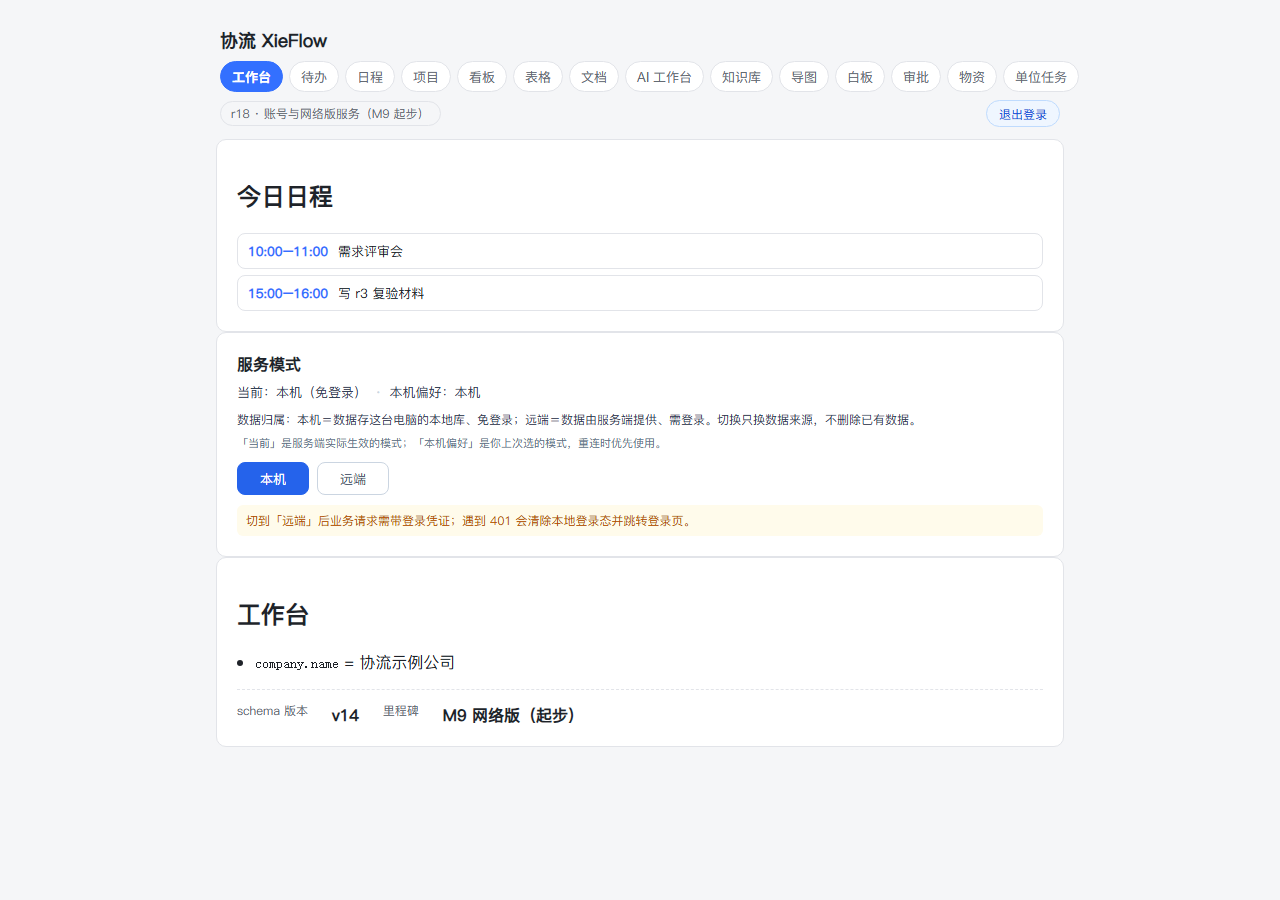 协流 XieFlow
工作台 待办 日程 项目 看板 表格 文档 AI 工作台 知识库 导图 白板 审批 物资 单位任务
r18 · 账号与网络版服务（M9 起步） 退出登录
今日日程
10:00–11:00 需求评审会
15:00–16:00 写 r3 复验材料
服务模式
当前：本机（免登录） · 本机偏好：本机
数据归属：本机＝数据存这台电脑的本地库、免登录；远端＝数据由服务端提供、需登录。切换只换数据来源，不删除已有数据。
「当前」是服务端实际生效的模式；「本机偏好」是你上次选的模式，重连时优先使用。
本机 远端
切到「远端」后业务请求需带登录凭证；遇到 401 会清除本地登录态并跳转登录页。
工作台
• company.name = 协流示例公司
schema 版本 v14 里程碑 M9 网络版（起步）